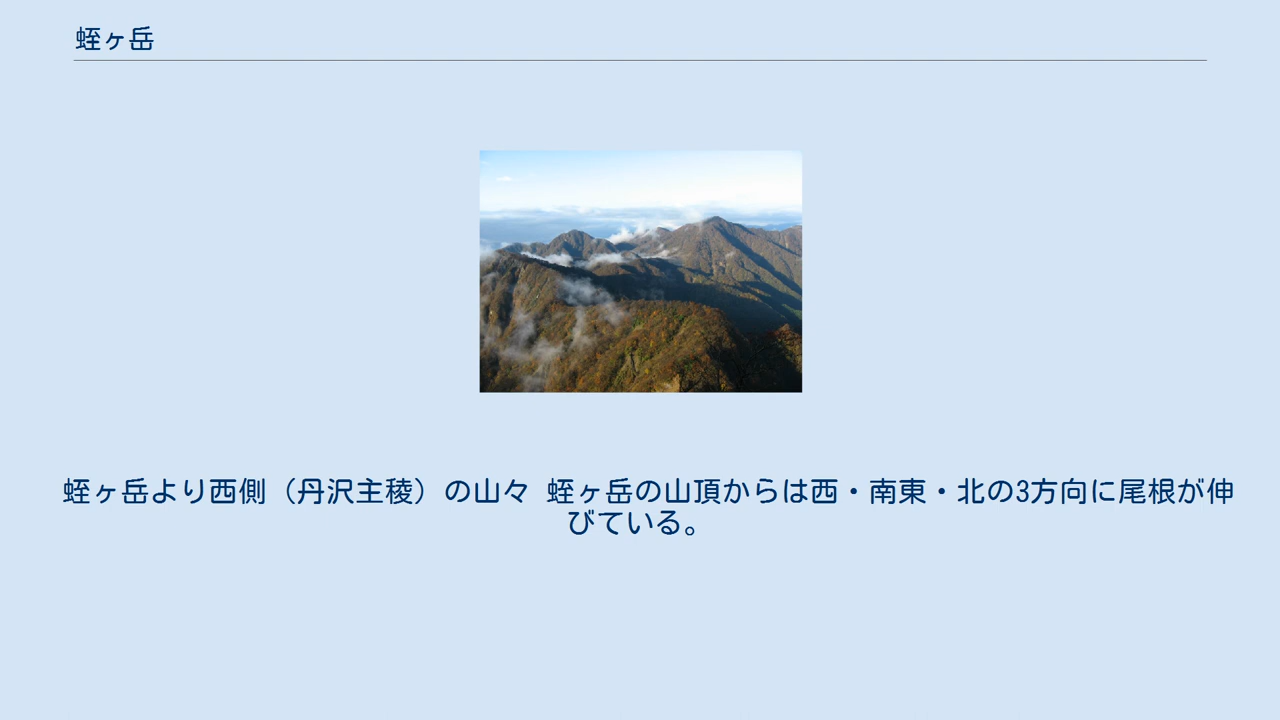 蛭ヶ岳
蛭ヶ岳より西側（丹沢主稜）の山々 蛭ヶ岳の山頂からは西・南東・北の3方向に尾根が伸
びている。